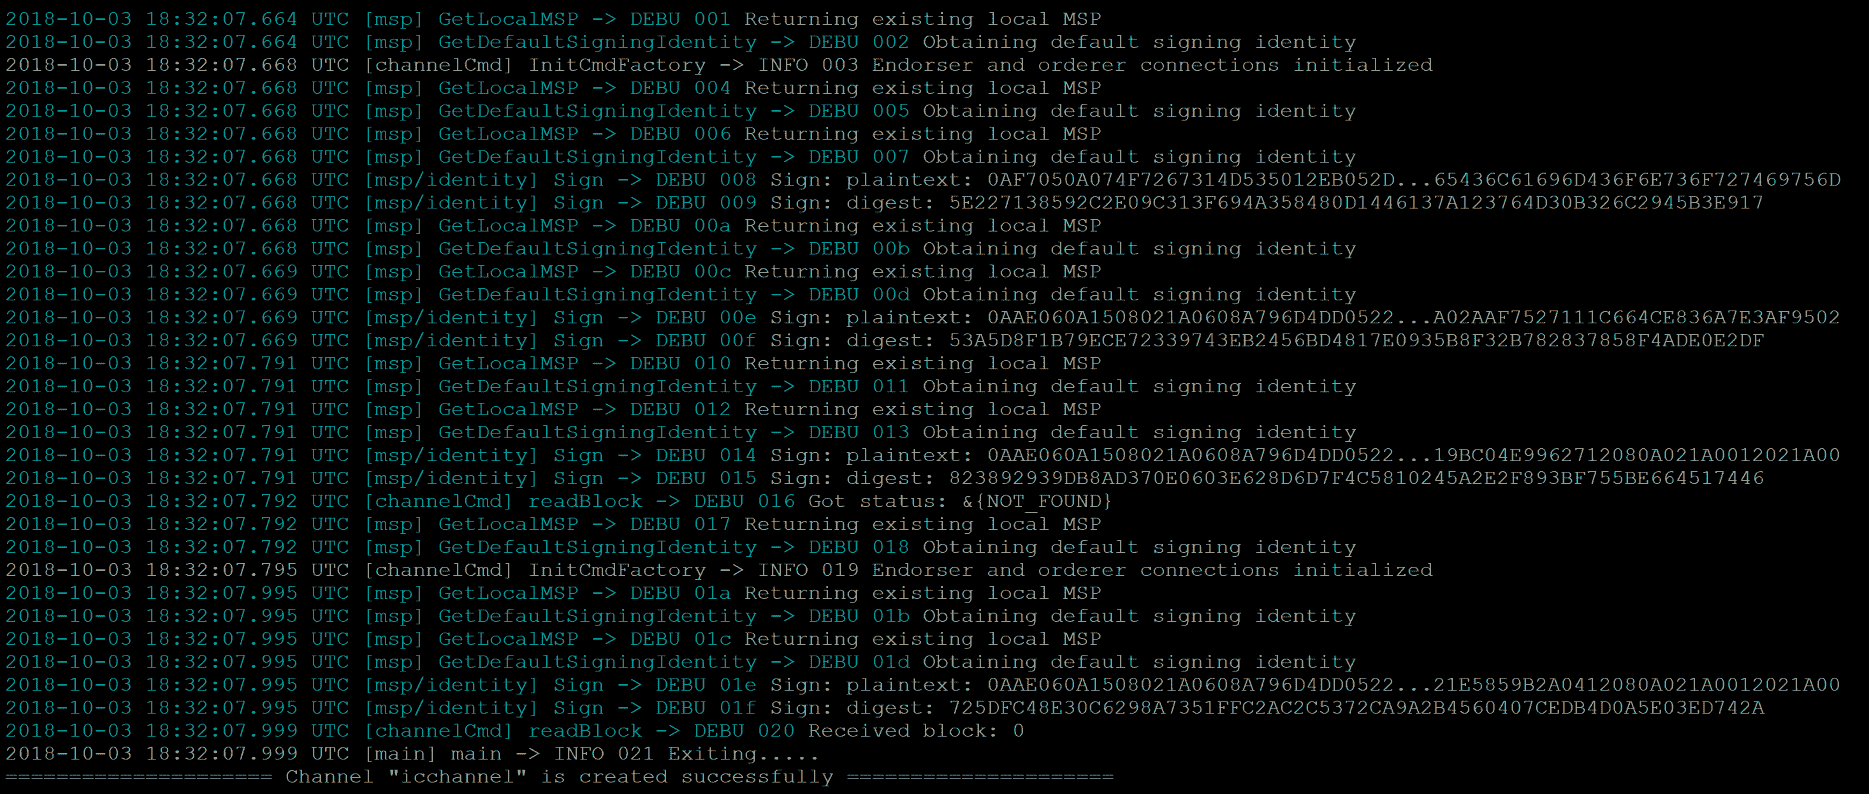 2018-10-03 18:32:07.664 UTC [msp] GetLocalMSP -> DEBU 001 Returning existing local MSP
2018-10-03 18:32:07.664 UTC [msp] GetDefaultSigningIdentity -> DEBU 002 Obtaining default signing identity
2018-10-03 18:32:07.668 UTC [channelCmd] InitCmdFactory -> INFO 003 Endorser and orderer connections initialized
2018-10-03 18:32:07.668 UTC [msp] GetLocalMSP -> DEBU 004 Returning existing local MSP
2018-10-03 18:32:07.668 UTC [msp] GetDefaultSigningIdentity -> DEBU 005 Obtaining default signing identity
2018-10-03 18:32:07.668 UTC [msp] GetLocalMSP -> DEBU 006 Returning existing local MSP
2018-10-03 18:32:07.668 UTC [msp] GetDefaultSigningIdentity -> DEBU 007 Obtaining default signing identity
2018-10-03 18:32:07.668 UTC [msp/identity] Sign -> DEBU 008 Sign: plaintext: 0AF7050A074F7267314D535012EB052D...65436C61696D436F6E736F727469756D
2018-10-03 18:32:07.668 UTC [msp/identity] Sign -> DEBU 009 Sign: digest: 5E227138592C2E09C313F694A358480D1446137A123764D30B326C2945B3E917
2018-10-03 18:32:07.668 UTC [msp] GetLocalMSP -> DEBU 00a Returning existing local MSP
2018-10-03 18:32:07.668 UTC [msp] GetDefaultSigningIdentity -> DEBU 00b Obtaining default signing identity
2018-10-03 18:32:07.669 UTC [msp] GetLocalMSP -> DEBU 00c Returning existing local MSP
2018-10-03 18:32:07.669 UTC [msp] GetDefaultSigningIdentity -> DEBU 00d Obtaining default signing identity
2018-10-03 18:32:07.669 UTC [msp/identity] Sign -> DEBU 00e Sign: plaintext: 0AAE060A1508021A0608A796D4DD0522...A02AAF7527111C664CE836A7E3AF9502
2018-10-03 18:32:07.669 UTC [msp/identity] Sign -> DEBU 00f Sign: digest: 53A5D8F1B79ECE72339743EB2456BD4817E0935B8F32B782837858F4ADE0E2DF
2018-10-03 18:32:07.791 UTC [msp] GetLocalMSP -> DEBU 010 Returning existing local MSP
2018-10-03 18:32:07.791 UTC [msp] GetDefaultSigningIdentity -> DEBU 011 Obtaining default signing identity
2018-10-03 18:32:07.791 UTC [msp] GetLocalMSP -> DEBU 012 Returning existing local MSP
2018-10-03 18:32:07.791 UTC [msp] GetDefaultSigningIdentity -> DEBU 013 Obtaining default signing identity
2018-10-03 18:32:07.791 UTC [msp/identity] Sign -> DEBU 014 Sign: plaintext: 0AAE060A1508021A0608A796D4DD0522...19BC04E9962712080A021A0012021A00
2018-10-03 18:32:07.791 UTC [msp/identity] Sign -> DEBU 015 Sign: digest: 823892939DB8AD370E0603E628D6D7F4C5810245A2E2F893BF755BE664517446
2018-10-03 18:32:07.792 UTC [channelCmd] readBlock -> DEBU 016 Got status: &{NOT_FOUND}
2018-10-03 18:32:07.792 UTC [msp] GetLocalMSP -> DEBU 017 Returning existing local MSP
2018-10-03 18:32:07.792 UTC [msp] GetDefaultSigningIdentity -> DEBU 018 Obtaining default signing identity
2018-10-03 18:32:07.795 UTC [channelCmd] InitCmdFactory -> INFO 019 Endorser and orderer connections initialized
2018-10-03 18:32:07.995 UTC [msp] GetLocalMSP -> DEBU 01a Returning existing local MSP
2018-10-03 18:32:07.995 UTC [msp] GetDefaultSigningIdentity -> DEBU 01b Obtaining default signing identity
2018-10-03 18:32:07.995 UTC [msp] GetLocalMSP -> DEBU 01c Returning existing local MSP
2018-10-03 18:32:07.995 UTC [msp] GetDefaultSigningIdentity -> DEBU 01d Obtaining default signing identity
2018-10-03 18:32:07.995 UTC [msp/identity] Sign -> DEBU 01e Sign: plaintext: 0AAE060A1508021A0608A796D4DD0522...21E5859B2A0412080A021A0012021A00
2018-10-03 18:32:07.995 UTC [msp/identity] Sign -> DEBU 01f Sign: digest: 725DFC48E30C6298A7351FFC2AC2C5372CA9A2B4560407CEDB4D0A5E03ED742A
2018-10-03 18:32:07.999 UTC [channelCmd] readBlock -> DEBU 020 Received block: 0
2018-10-03 18:32:07.999 UTC [main] main -> INFO 021 Exiting.....
===================== Channel "icchannel" is created successfully =====================